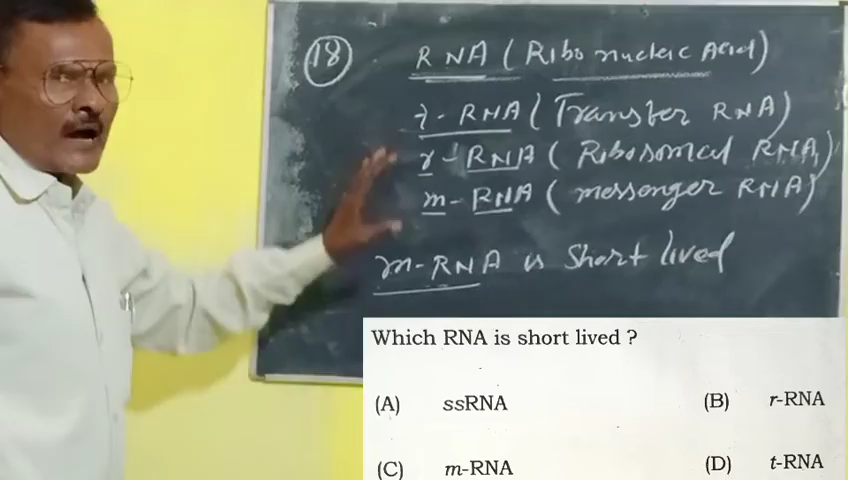 18
RNA (Ribo nucleic Acid)
t-RNA (Transfer RNA)
r-RNA (Ribosomal RNA)
m-RNA (messenger RNA)
m-RNA is short lived
Which RNA is short lived ?
(A) ssRNA (B) r-RNA
(C) m-RNA (D) t-RNA